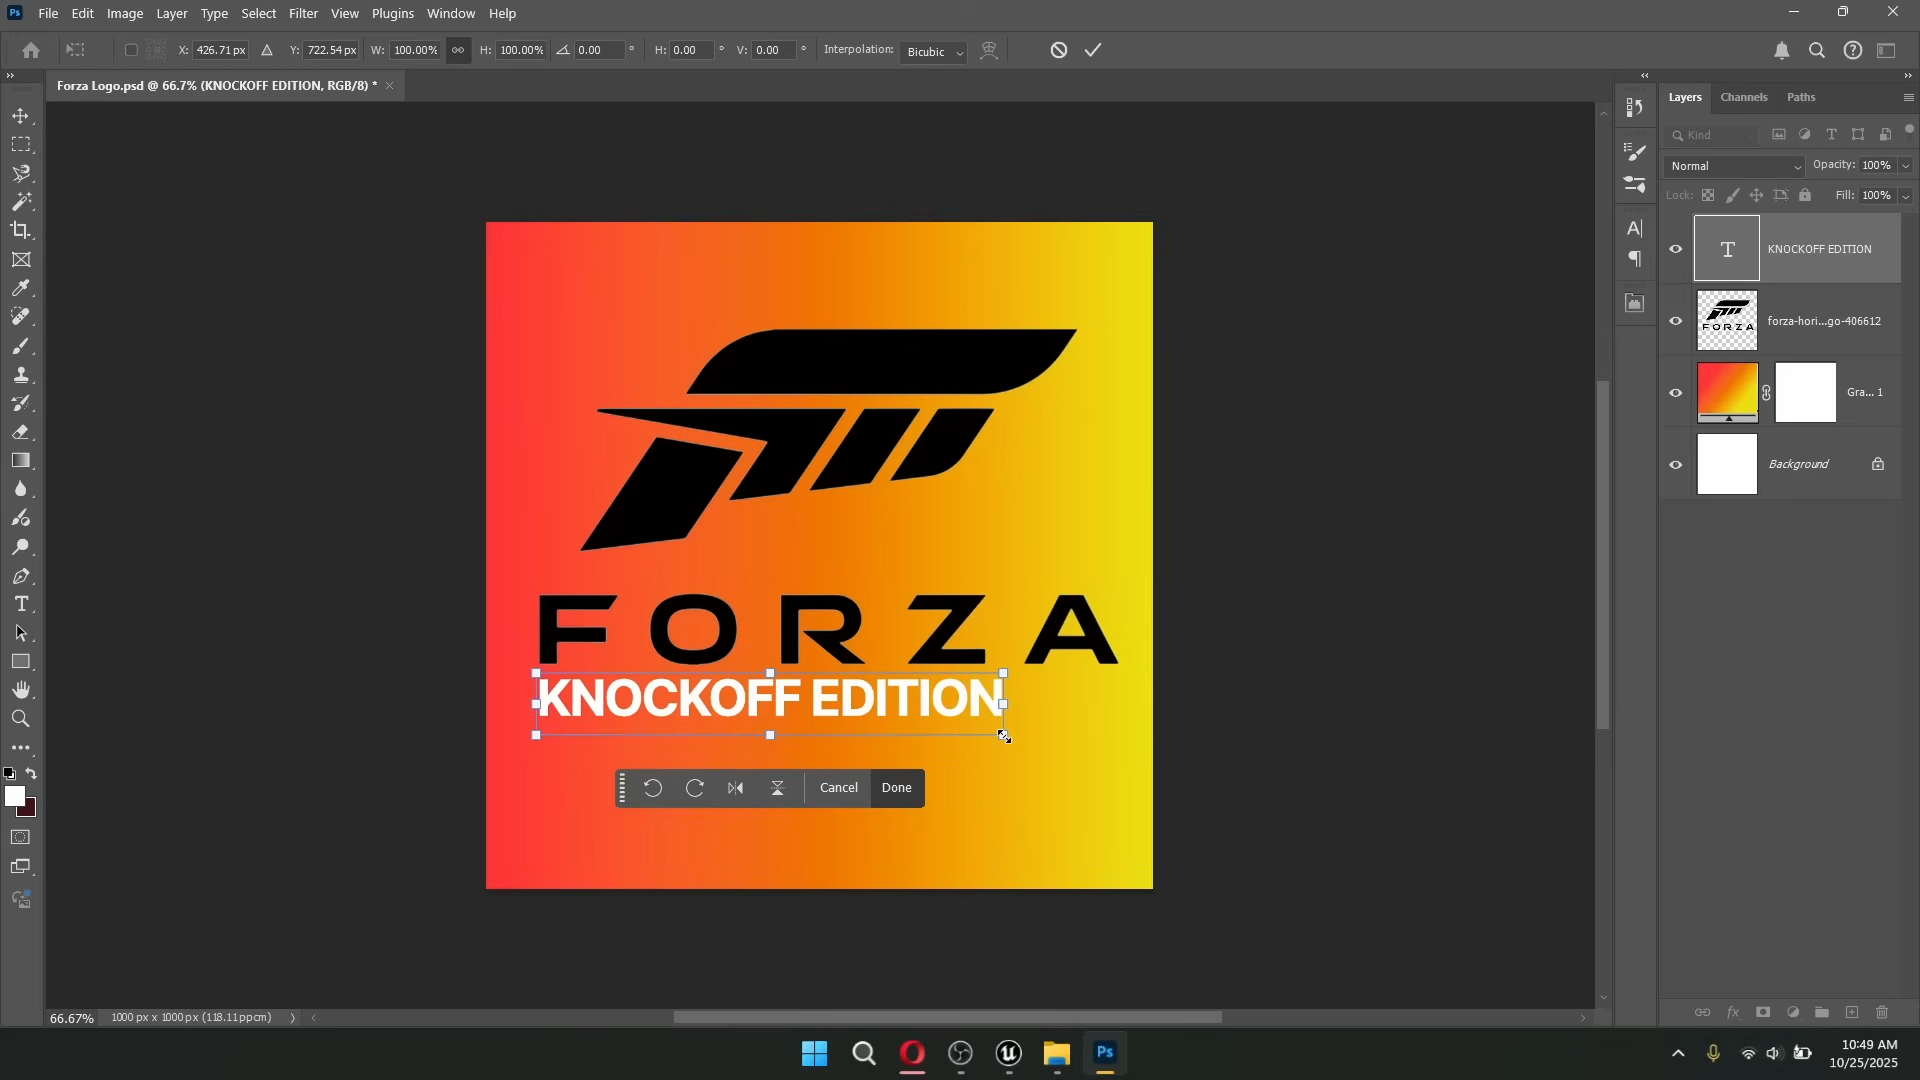 Ps File Edit Image Layer Type Select Filter View Plugins Window Help
X: 426.71 px Y: 722.54 px W: 100.00% H: 100.00% 0.00 ° H: 0.00 ° V: 0.00 ° Interpolation: Bicubic
Forza Logo.psd @ 66.7% (KNOCKOFF EDITION, RGB/8) *
Layers Channels Paths
Kind
Normal Opacity: 100%
Lock: Fill: 100%
KNOCKOFF EDITION
forza-hori...go-406612
FORZA
Gra... 1
Background
FORZA
KNOCKOFF EDITION
Cancel Done
66.67% 1000 px x 1000 px (118.11 ppcm)
Ps
10:49 AM
10/25/2025